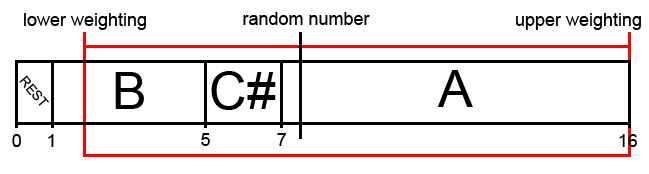 lower weighting random number upper weighting
REST B C# A
0 1 5 7 16